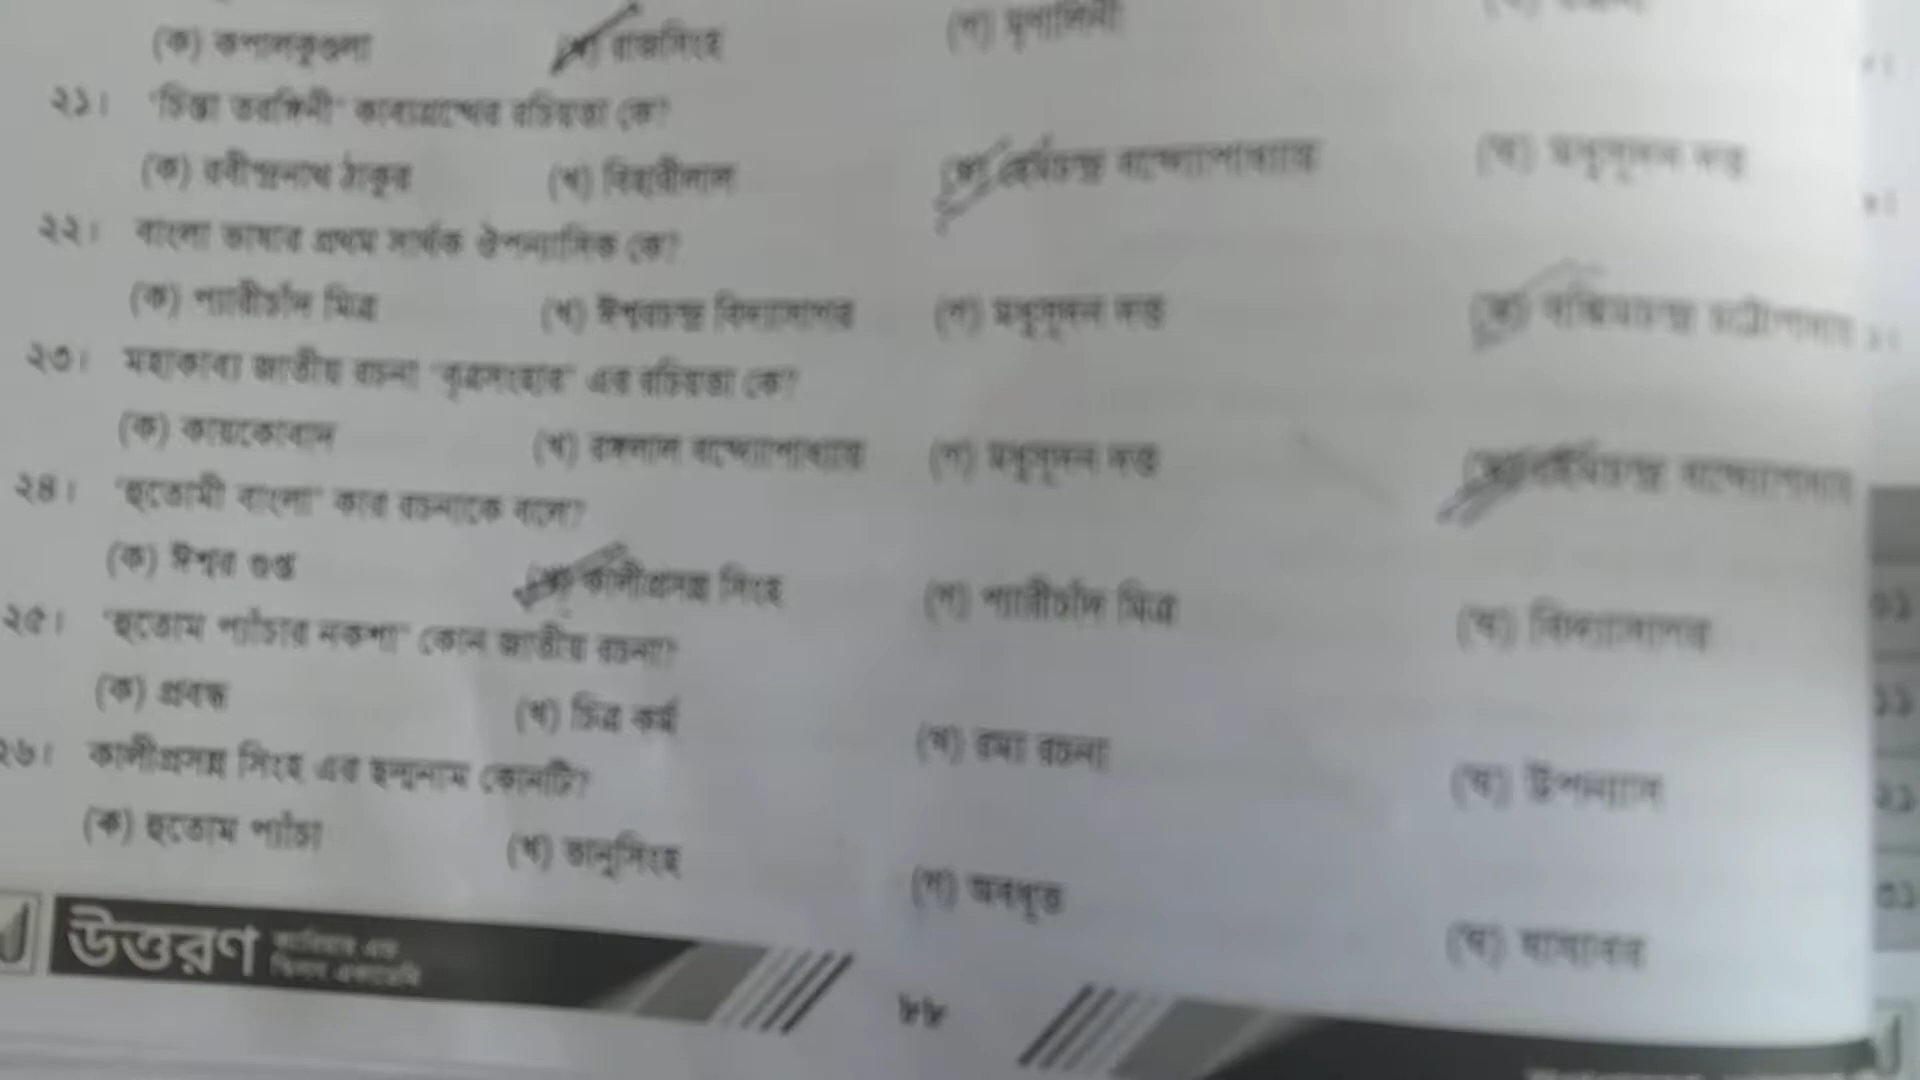 (ক) কপালকুণ্ডলা (খ) রাজসিংহ (গ) মৃণালিনী
২১। 'চিন্তা তরঙ্গিনী' কাব্যগ্রন্থের রচয়িতা কে?
(ক) রবীন্দ্রনাথ ঠাকুর (খ) বিহারীলাল (গ) হেমচন্দ্র বন্দ্যোপাধ্যায় (ঘ) মধুসূদন দত্ত
২২। বাংলা ভাষার প্রথম সার্থক ঔপন্যাসিক কে?
(ক) প্যারীচাঁদ মিত্র (খ) ঈশ্বরচন্দ্র বিদ্যাসাগর (গ) মধুসূদন দত্ত (ঘ) বঙ্কিমচন্দ্র চট্টোপাধ্যায়
২৩। মহাকাব্য জাতীয় রচনা 'বৃত্রসংহার' এর রচয়িতা কে?
(ক) কায়কোবাদ (খ) রঙ্গলাল বন্দ্যোপাধ্যায় (গ) মধুসূদন দত্ত (ঘ) হেমচন্দ্র বন্দ্যোপাধ্যায়
২৪। 'হুতোমী বাংলা' কার রচনাকে বলে?
(ক) ঈশ্বর গুপ্ত (খ) কালীপ্রসন্ন সিংহ (গ) প্যারীচাঁদ মিত্র (ঘ) বিদ্যাসাগর
২৫। 'হুতোম প্যাঁচার নকশা' কোন জাতীয় রচনা?
(ক) প্রবন্ধ (খ) চিত্র কর্ম (গ) রম্য রচনা (ঘ) উপন্যাস
২৬। কালীপ্রসন্ন সিংহ এর ছদ্মনাম কোনটি?
(ক) হুতোম প্যাঁচা (খ) ভানুসিংহ (গ) অবধূত (ঘ) যাযাবর
উত্তরণ
৮৮